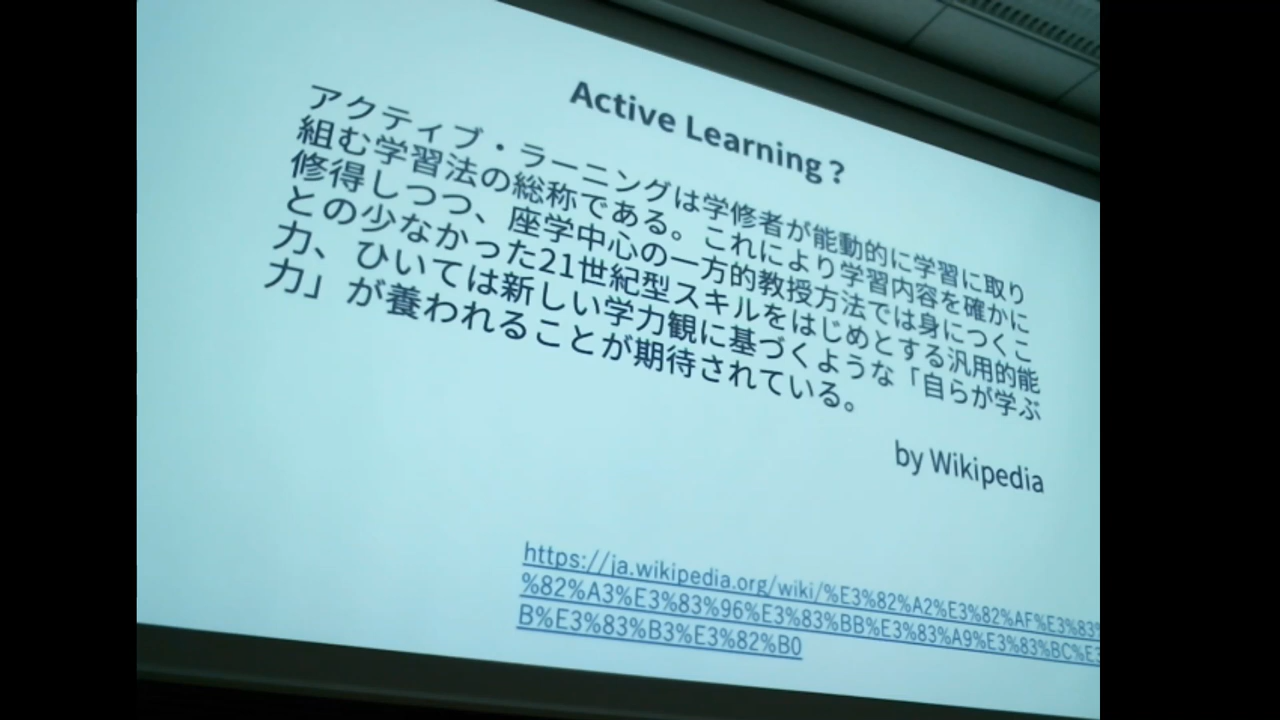 Active Learning？
アクティブ・ラーニングは学修者が能動的に学習に取り
組む学習法の総称である。これにより学習内容を確かに
修得しつつ、座学中心の一方的教授方法では身につくこ
との少なかった21世紀型スキルをはじめとする汎用的能
力、ひいては新しい学力観に基づくような「自らが学ぶ
力」が養われることが期待されている。
by Wikipedia
https://ja.wikipedia.org/wiki/%E3%82%A2%E3%82%AF%E3%83%
%82%A3%E3%83%96%E3%83%BB%E3%83%A9%E3%83%BC%E3
B%E3%83%B3%E3%82%B0